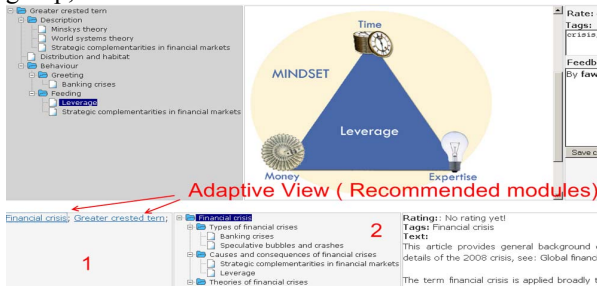 Greater crested tern
Description
Minskys theory
World systems theory
Strategic complementarities in financial markets
Distribution and habitat
Behaviour
Greeting
Banking crises
Feeding
Leverage
Strategic complementarities in financial markets
Time
MINDSET
Leverage
Money
Expertise
Rate:
Tags:
crisis
Feedb
By faw
Save c
Adaptive View ( Recommended modules)
Financial crisis; Greater crested tern;
1
Financial crisis
Types of financial crises
Banking crises
Speculative bubbles and crashes
Causes and consequences of financial crises
Strategic complementarities in financial markets
Leverage
Theories of financial crises
2
Rating:: No rating yet!
Tags: Financial crisis
Text:
This article provides general background
details of the 2008 crisis, see: Global financ
The term financial crisis is applied broadly t